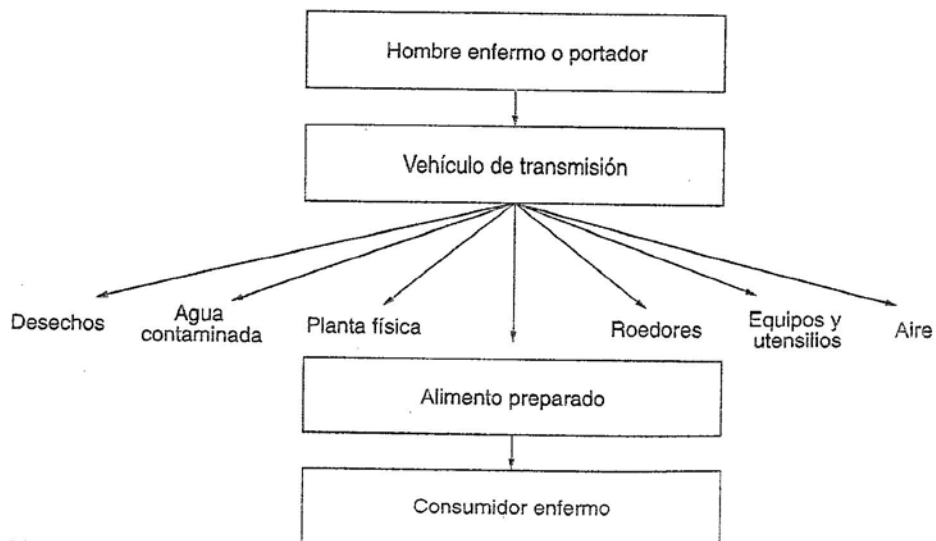 Hombre enfermo o portador
Vehículo de transmisión
Desechos
Agua
contaminada
Planta física
Roedores
Equipos y
utensilios
Aire
Alimento preparado
Consumidor enfermo